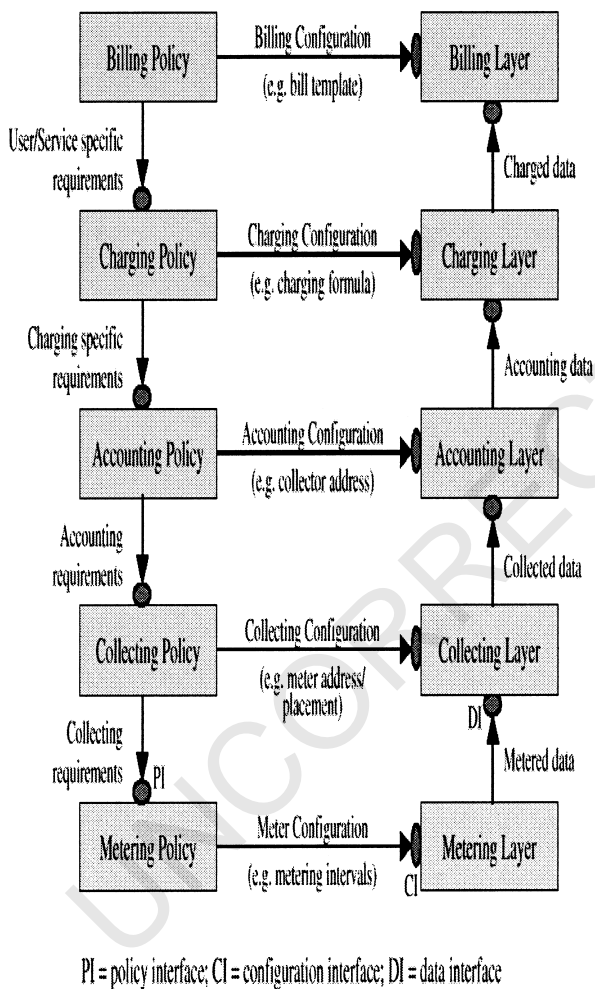 Billing Policy
Billing Configuration
(e.g. bill template)
Billing Layer
User/Service specific
requirements
Charged data
Charging Policy
Charging Configuration
(e.g. charging formula)
Charging Layer
Charging specific
requirements
Accounting data
Accounting Policy
Accounting Configuration
(e.g. collector address)
Accounting Layer
Accounting
requirements
Collected data
Collecting Policy
Collecting Configuration
(e.g. meter address/
placement)
Collecting Layer
DI
Collecting
requirements
PI
Metered data
Metering Policy
Meter Configuration
(e.g. metering intervals)
Metering Layer
CI
PI = policy interface; CI = configuration interface; DI = data interface
UNCORREC